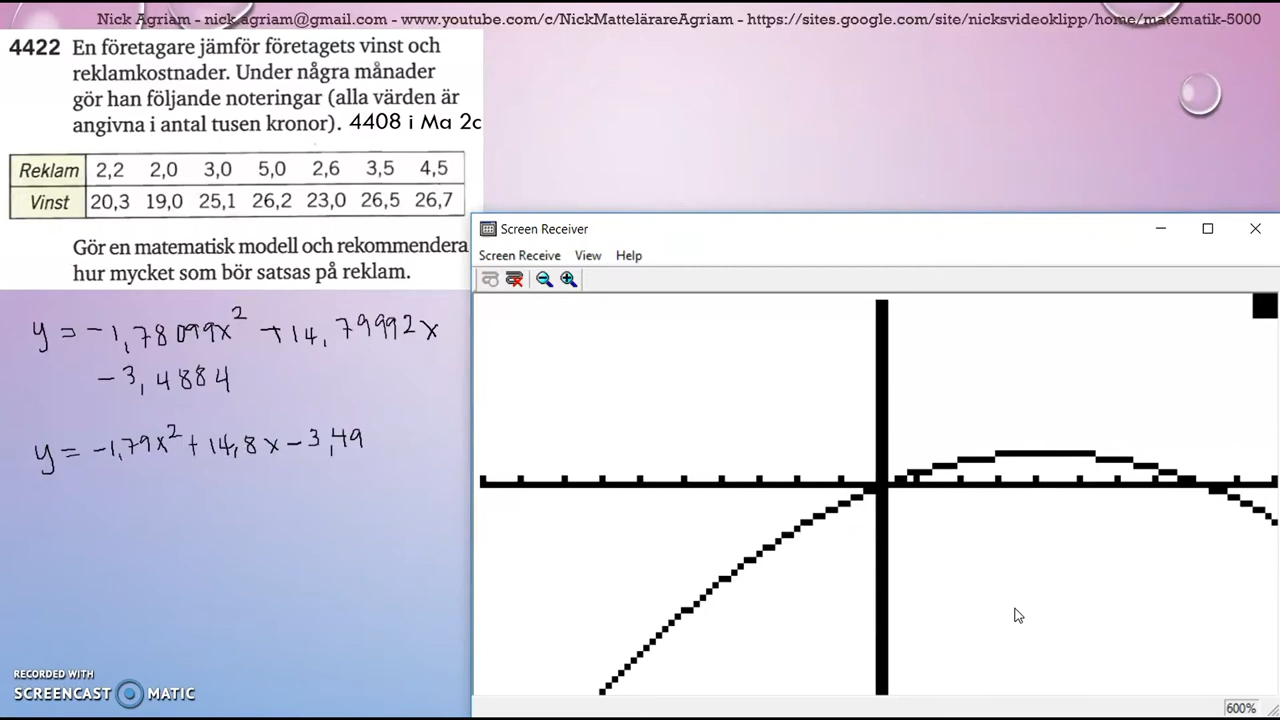 Nick Agriam - nick.agriam@gmail.com - www.youtube.com/c/NickMattelärareAgriam - https://sites.google.com/site/nicksvideoklipp/home/matematik-5000
4422 En företagare jämför företagets vinst och
reklamkostnader. Under några månader
gör han följande noteringar (alla värden är
angivna i antal tusen kronor). 4408 i Ma 2c
Reklam 2,2 2,0 3,0 5,0 2,6 3,5 4,5
Vinst 20,3 19,0 25,1 26,2 23,0 26,5 26,7
Gör en matematisk modell och rekommendera
hur mycket som bör satsas på reklam.
y = -1,78099x² + 14,79992x
- 3,4884
y = -1,79x² + 14,8x - 3,49
Screen Receiver
Screen Receive View Help
600%
RECORDED WITH
SCREENCAST MATIC